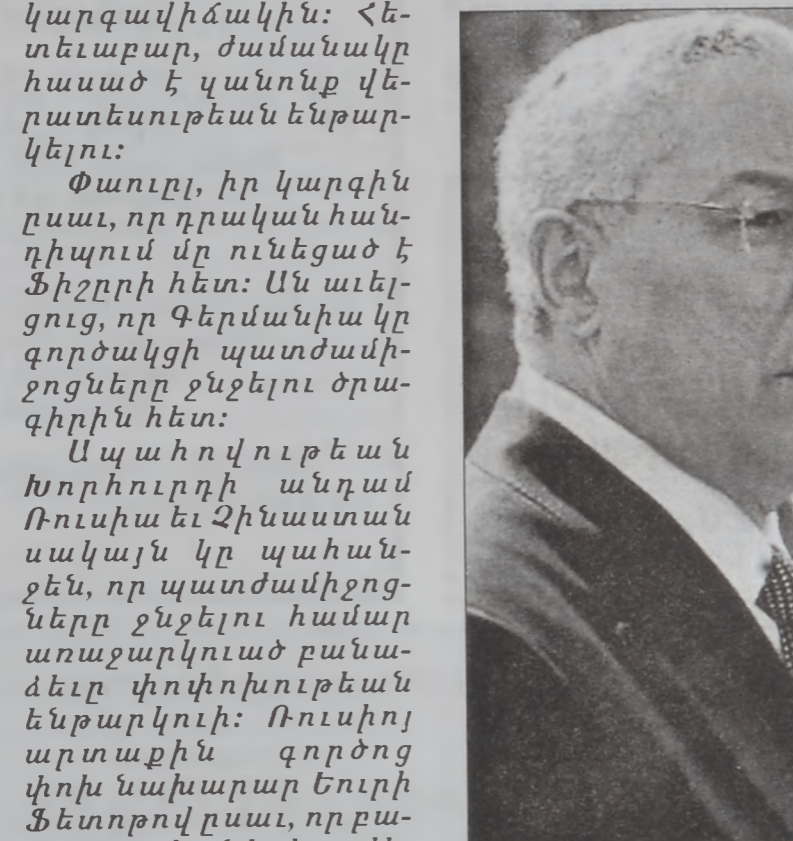 կարգավիճակին: Հե-
տեւաբար, ժամանակը
հասած է զանոնք վե-
րատեսութեան ենթար-
կելու:
Փաուըլ, իր կարգին
ըսաւ, որ դրական հան-
դիպում մը ունեցած է
Ֆիշըրի հետ: Ան աւել-
ցուց, որ Գերմանիա կը
գործակցի պատժամի-
ջոցները ջնջելու ծրա-
գիրին հետ:
Ապահովութեան
Խորհուրդի անդամ
Ռուսիա եւ Չինաստան
սակայն կը պահան-
ջեն, որ պատժամիջոց-
ները ջնջելու համար
առաջարկուած բանա-
ձեւը փոփոխութեան
ենթարկուի: Ռուսիոյ
արտաքին գործոց
փոխ նախարար Եուրի
Ֆետոթով ըսաւ, որ բա-